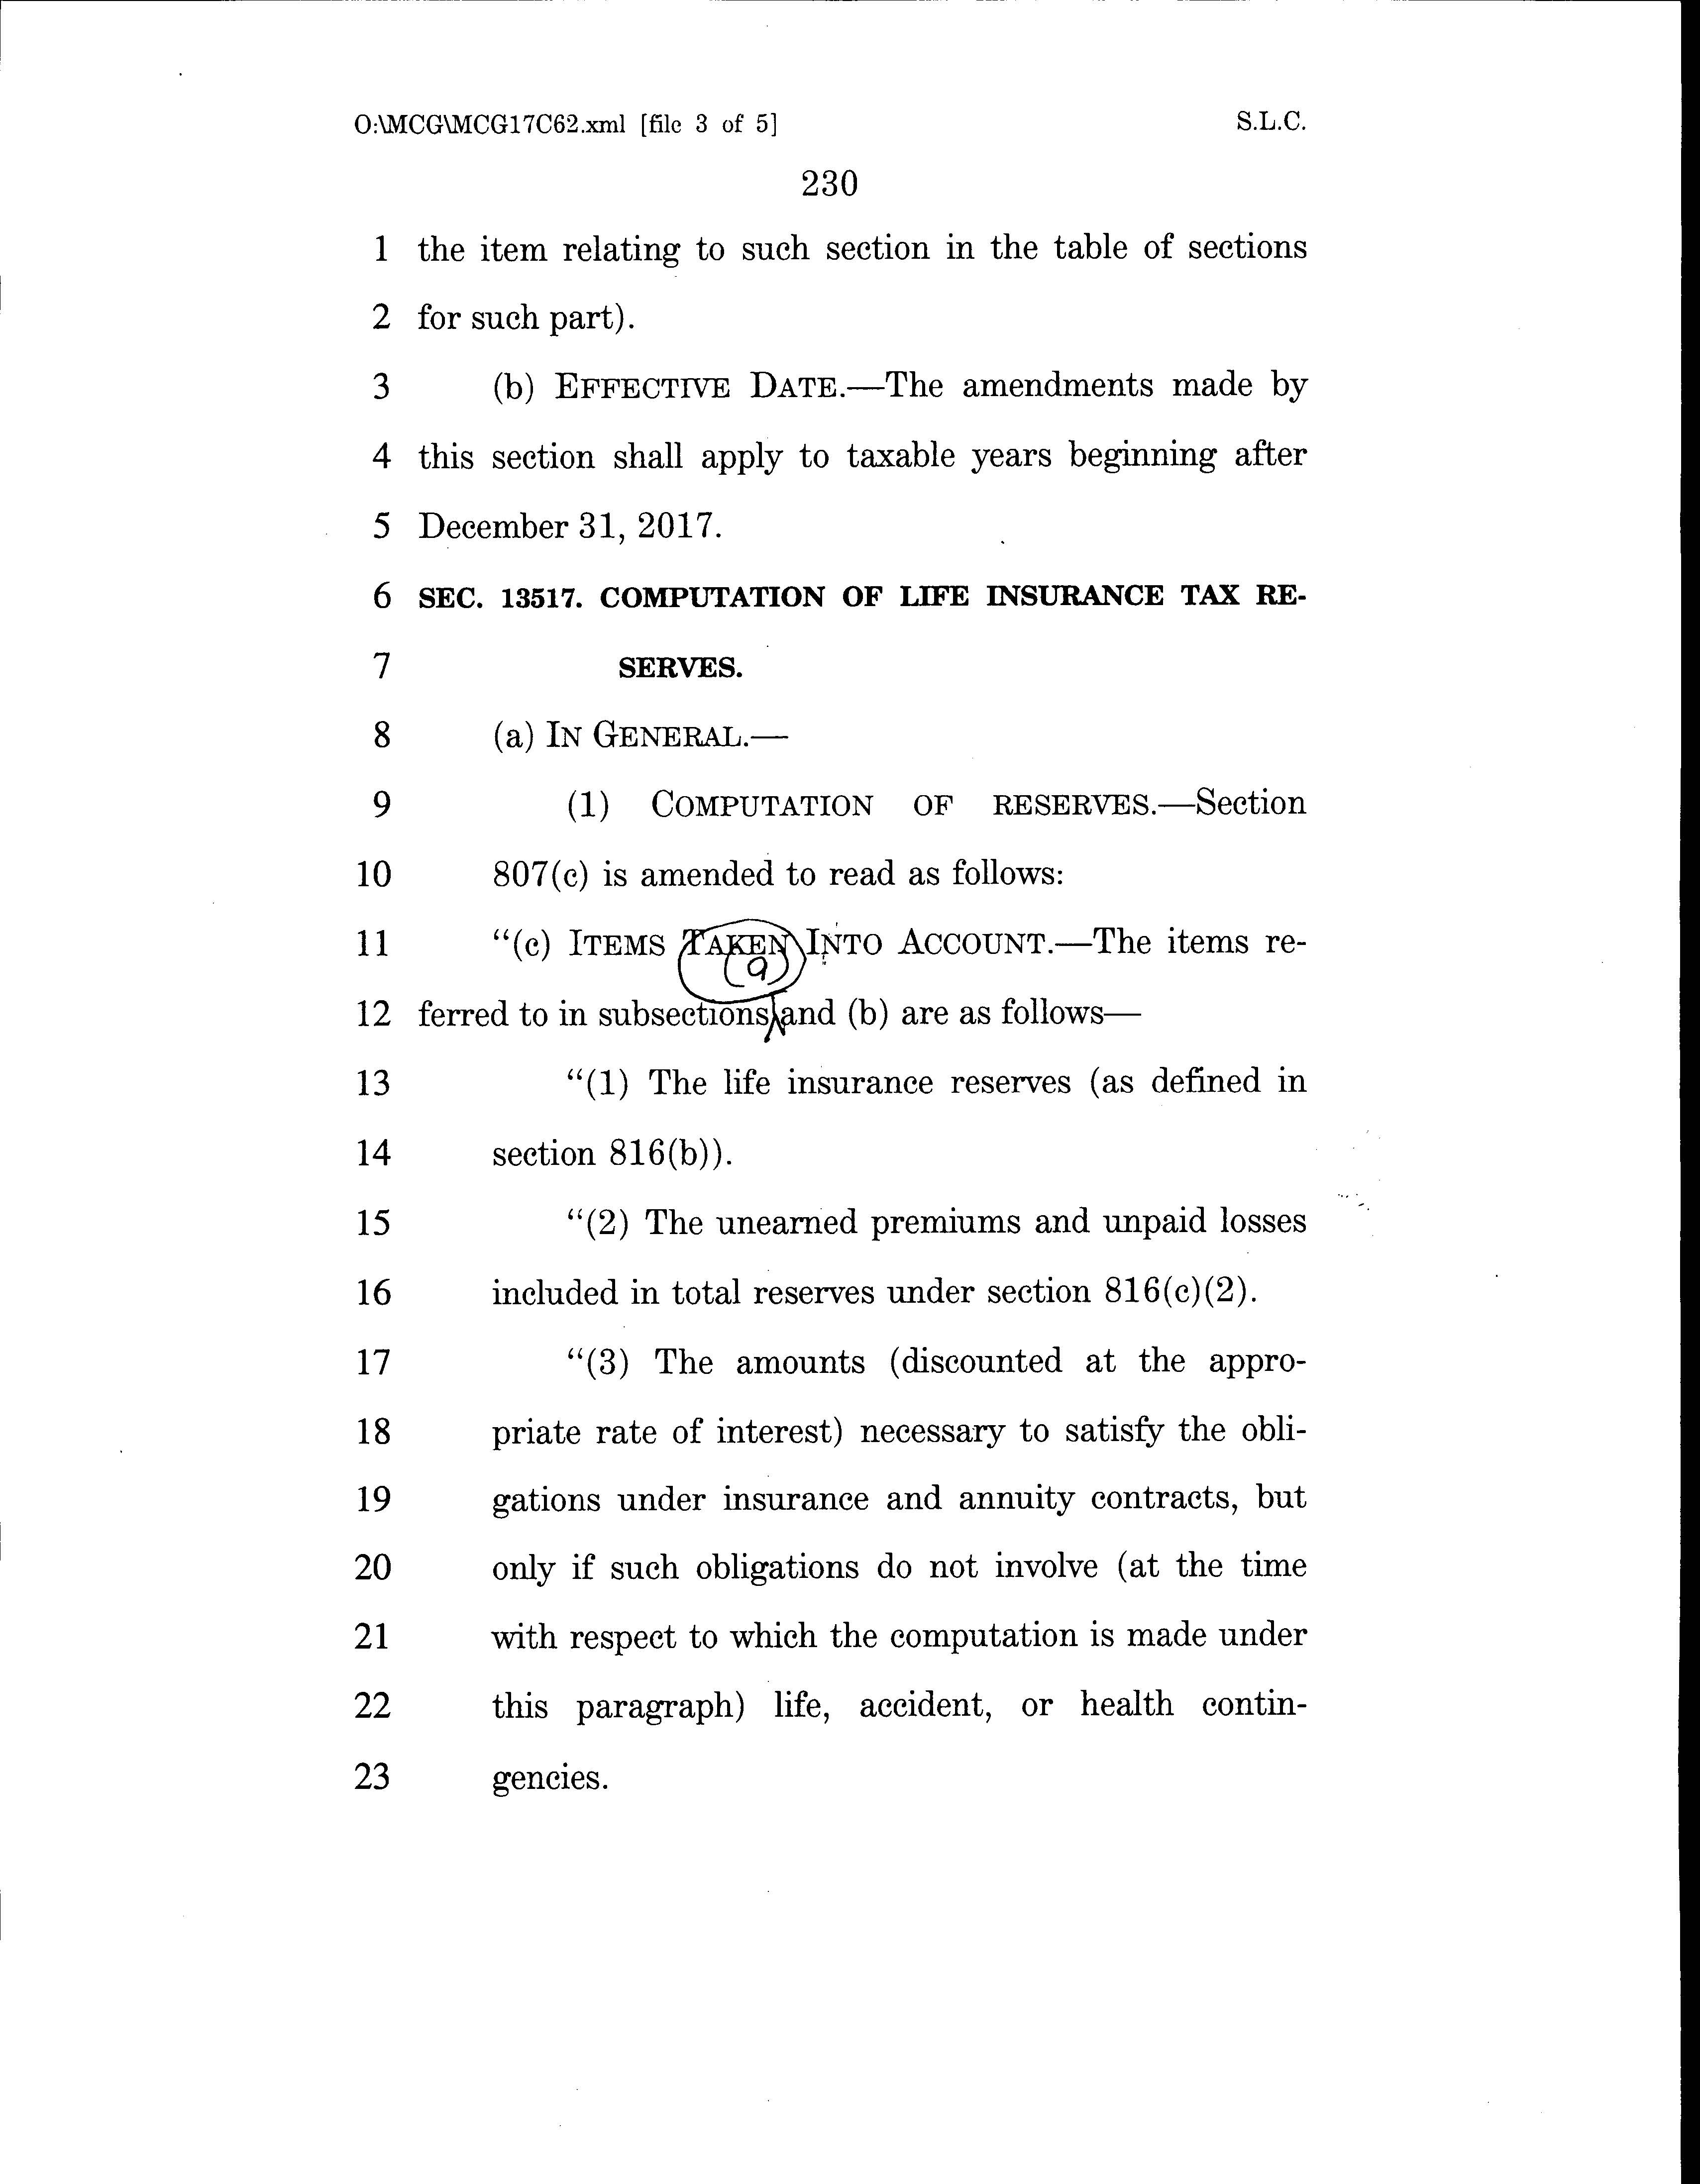 O:\MCG\MCG17C62.xml [file 3 of 5] S.L.C.
230
1 the item relating to such section in the table of sections
2 for such part).
3 (b) EFFECTIVE DATE.—The amendments made by
4 this section shall apply to taxable years beginning after
5 December 31, 2017.
6 SEC. 13517. COMPUTATION OF LIFE INSURANCE TAX RE-
7 SERVES.
8 (a) IN GENERAL.—
9 (1) COMPUTATION OF RESERVES.—Section
10 807(c) is amended to read as follows:
11 "(c) ITEMS TAKEN INTO ACCOUNT.—The items re-
(a)
12 ferred to in subsections and (b) are as follows—
13 "(1) The life insurance reserves (as defined in
14 section 816(b)).
15 "(2) The unearned premiums and unpaid losses
16 included in total reserves under section 816(c)(2).
17 "(3) The amounts (discounted at the appro-
18 priate rate of interest) necessary to satisfy the obli-
19 gations under insurance and annuity contracts, but
20 only if such obligations do not involve (at the time
21 with respect to which the computation is made under
22 this paragraph) life, accident, or health contin-
23 gencies.